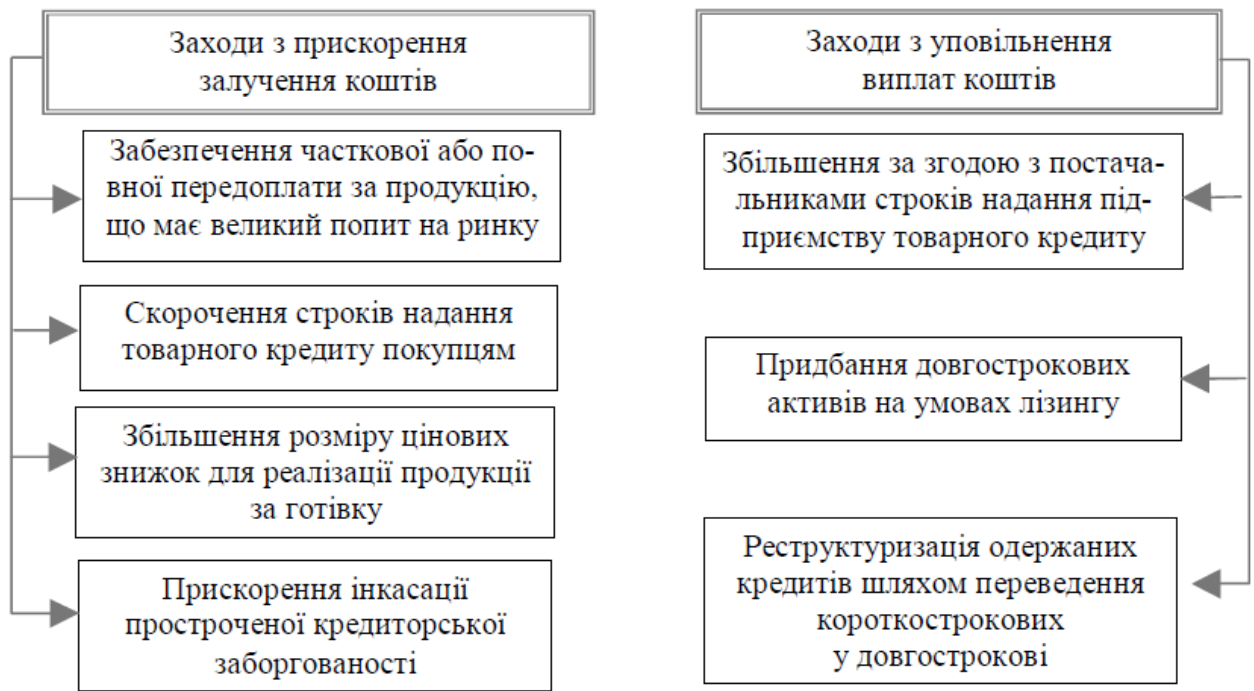 Заходи з прискорення
залучення коштів
Забезпечення часткової або по-
вної передоплати за продукцію,
що має великий попит на ринку
Скорочення строків надання
товарного кредиту покупцям
Збільшення розміру цінових
знижок для реалізації продукції
за готівку
Прискорення інкасації
простроченої кредиторської
заборгованості
Заходи з уповільнення
виплат коштів
Збільшення за згодою з постача-
льниками строків надання під-
приємству товарного кредиту
Придбання довгострокових
активів на умовах лізингу
Реструктуризація одержаних
кредитів шляхом переведення
короткострокових
у довгострокові